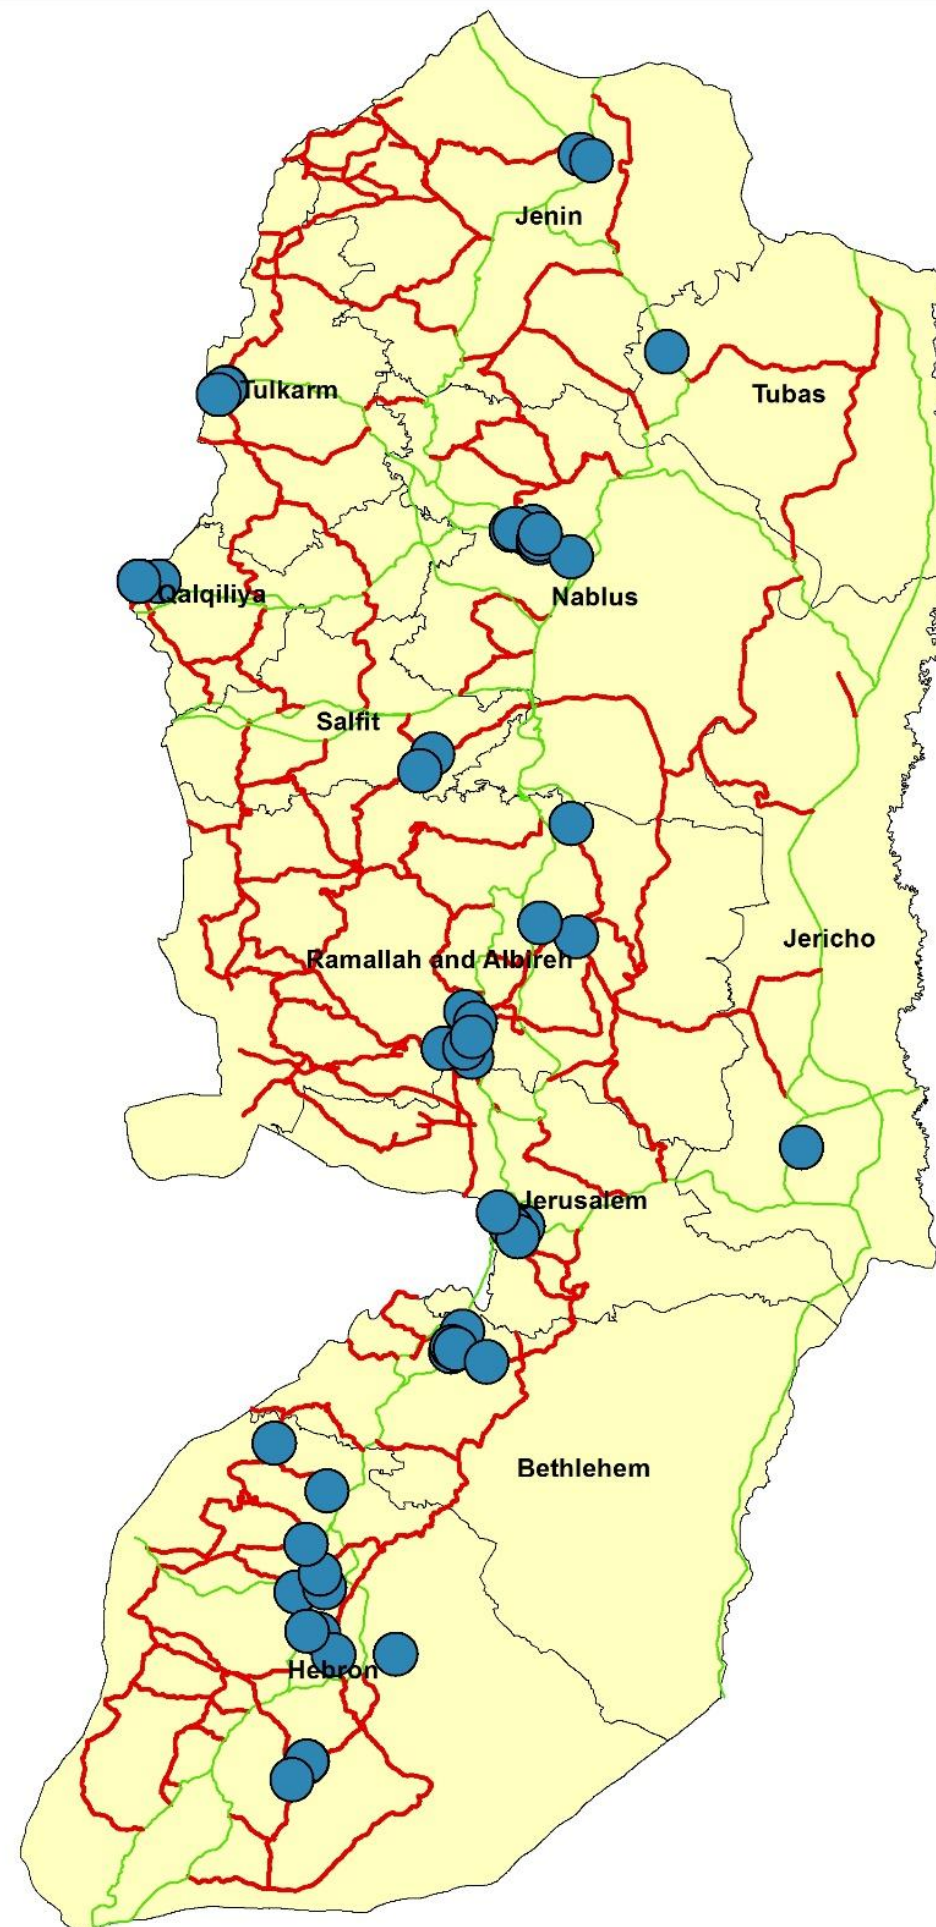 Jenin
Tulkarm
Tubas
Qalqiliya
Nablus
Salfit
Jericho
Ramallah and Albireh
Jerusalem
Bethlehem
Hebron